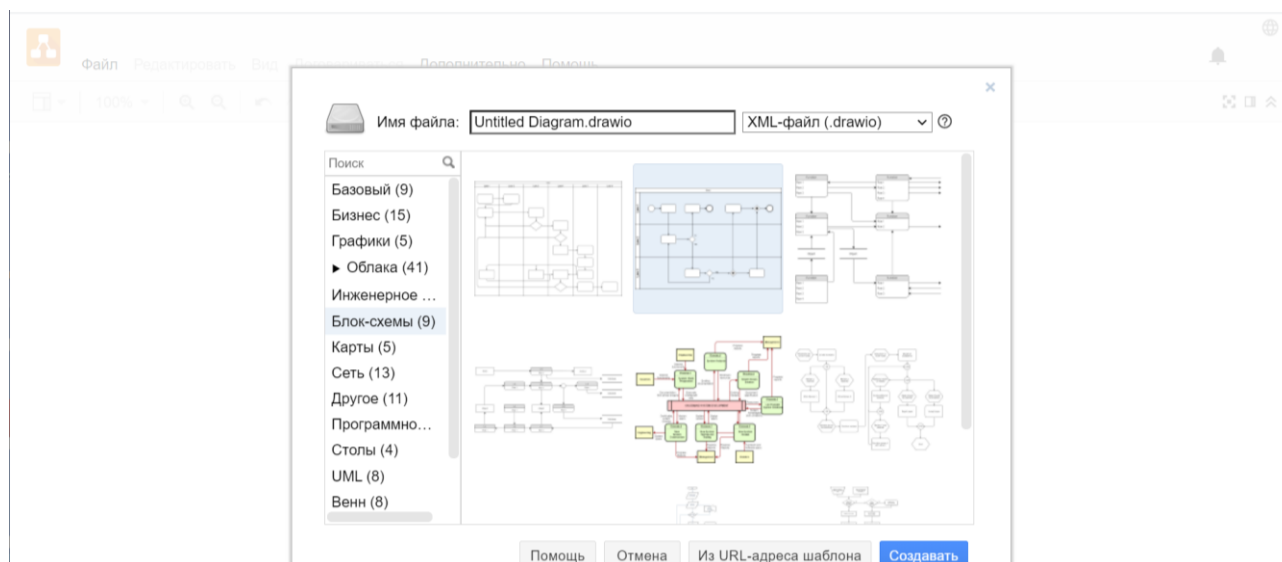 Файл Редактировать Вид Дополнительно Помощь
100%
Имя файла: Untitled Diagram.drawio XML-файл (.drawio)
Поиск
Базовый (9)
Бизнес (15)
Графики (5)
Облака (41)
Инженерное ...
Блок-схемы (9)
Карты (5)
Сеть (13)
Другое (11)
Программно...
Столы (4)
UML (8)
Венн (8)
Помощь Отмена Из URL-адреса шаблона Создавать